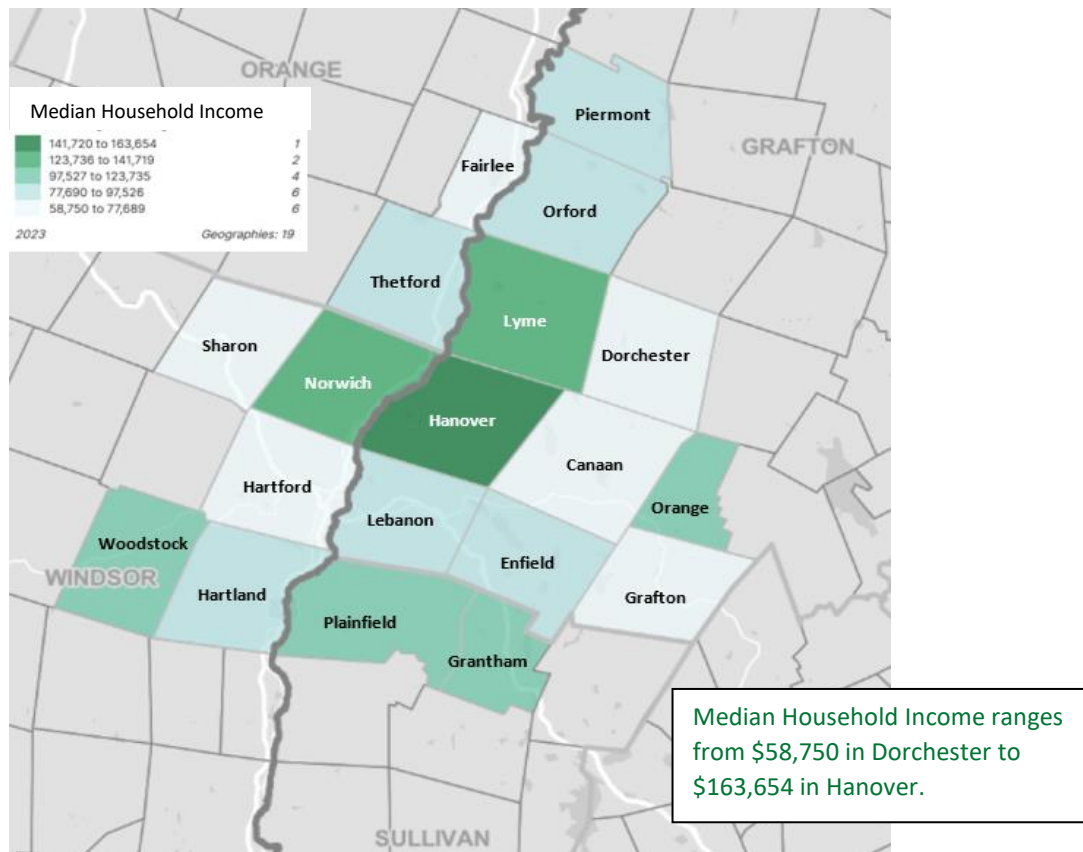 ORANGE
Median Household Income
141,720 to 163,654 1
123,736 to 141,719 2
97,527 to 123,735 4
77,690 to 97,526 6
58,750 to 77,689 6
2023 Geographies: 19
Piermont
GRAFTON
Fairlee
Orford
Thetford
Lyme
Sharon
Dorchester
Norwich
Hanover
Canaan
Hartford
Orange
Lebanon
Woodstock
Enfield
WINDSOR
Hartland
Grafton
Plainfield
Grantham
Median Household Income ranges
from $58,750 in Dorchester to
$163,654 in Hanover.
SULLIVAN